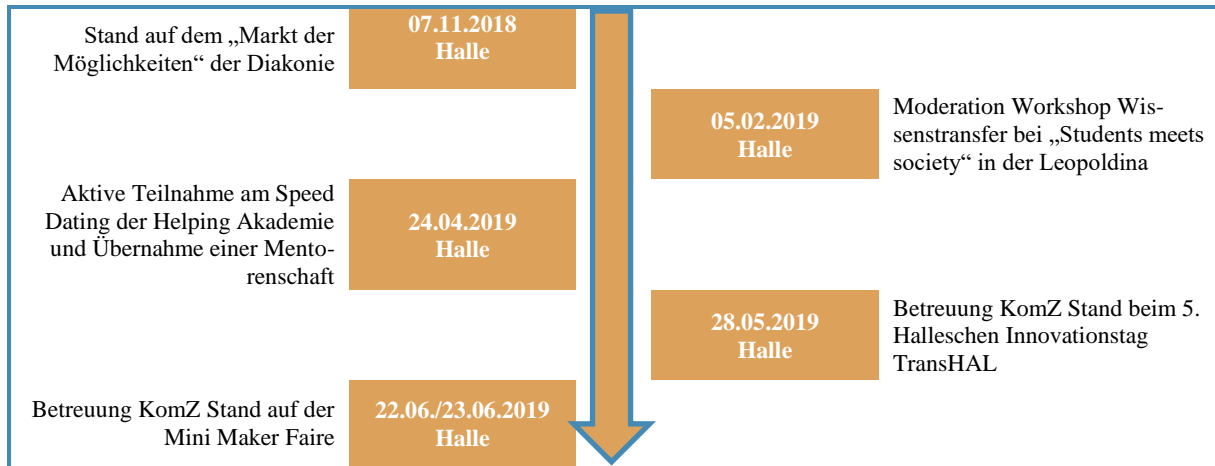 Stand auf dem „Markt der
Möglichkeiten“ der Diakonie
07.11.2018
Halle
05.02.2019
Halle
Moderation Workshop Wis-
senstransfer bei „Students meets
society“ in der Leopoldina
Aktive Teilnahme am Speed
Dating der Helping Akademie
und Übernahme einer Mento-
renschaft
24.04.2019
Halle
28.05.2019
Halle
Betreuung KomZ Stand beim 5.
Halleschen Innovationstag
TransHAL
Betreuung KomZ Stand auf der
Mini Maker Faire
22.06./23.06.2019
Halle